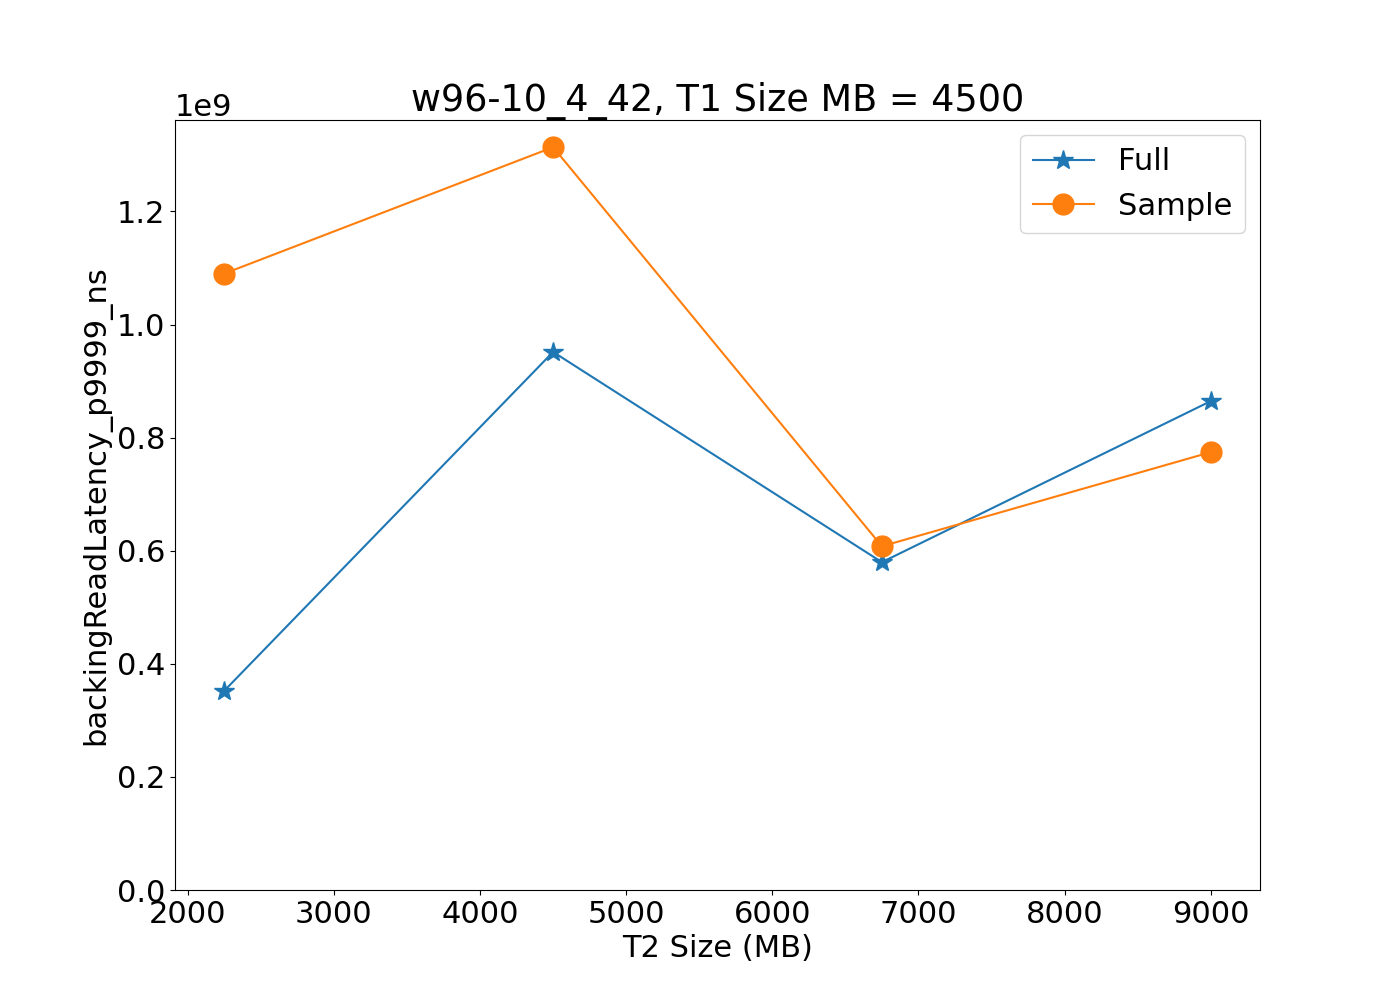 w96-10_4_42, T1 Size MB = 4500
1e9
Full
Sample
1.2
1.0
0.8
0.6
0.4
0.2
0.0
backingReadLatency_p9999_ns
2000 3000 4000 5000 6000 7000 8000 9000
T2 Size (MB)